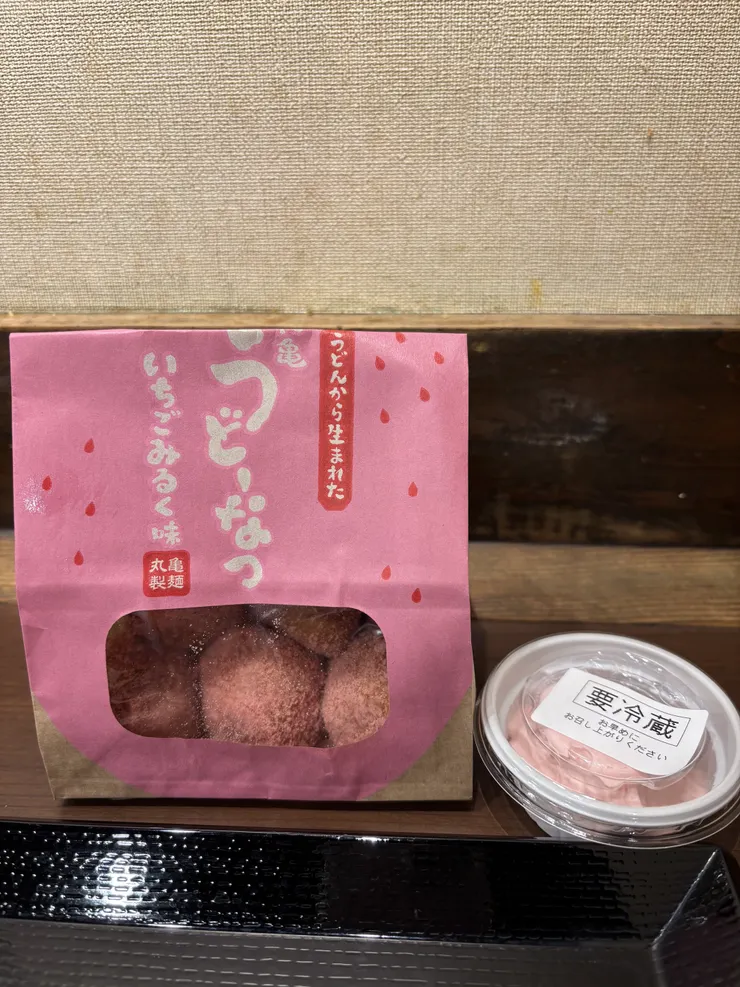 うどんから生まれた
亀
うどーなつ
いちごみるく味
丸亀
製麺
要冷蔵
お早めに
お召し上がりください